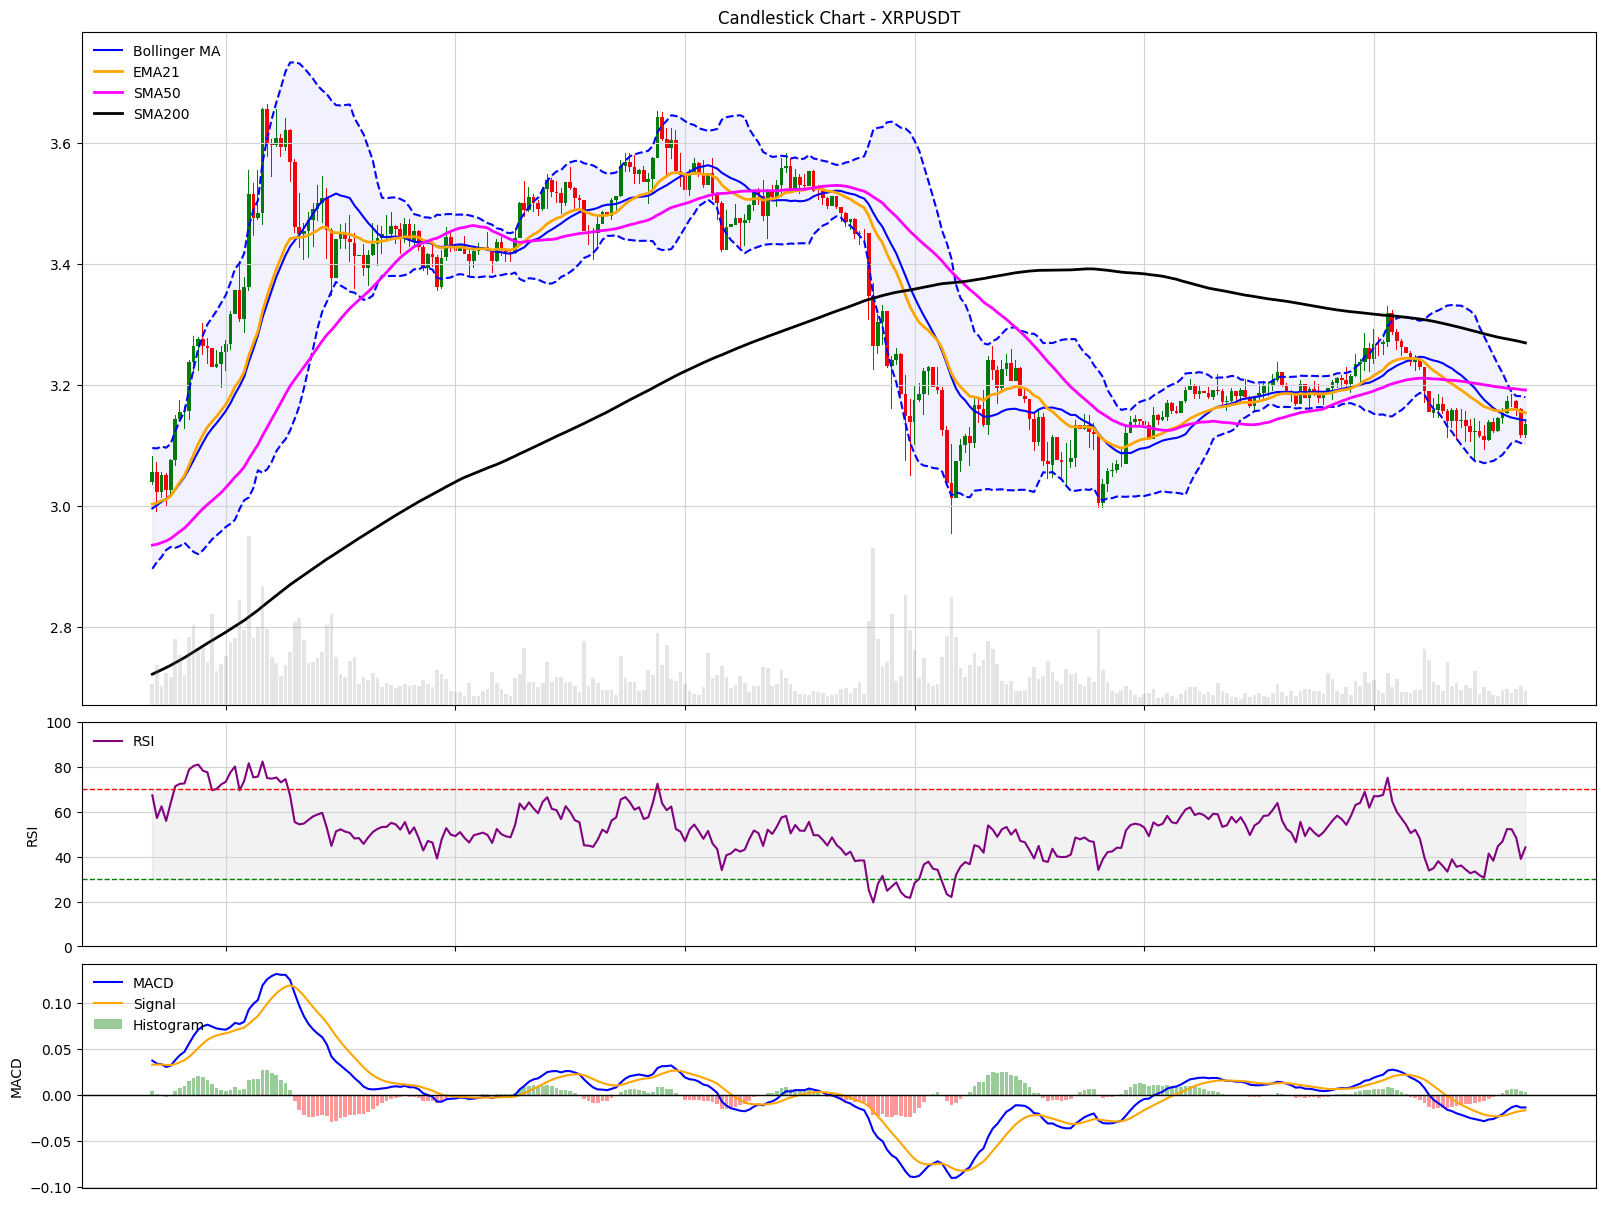 Candlestick Chart - XRPUSDT
Bollinger MA
EMA21
SMA50
SMA200
3.6
3.4
3.2
3.0
2.8
100
RSI
80
60
RSI
40
20
0
MACD
0.10
Signal
Histogram
0.05
MACD
0.00
−0.05
−0.10